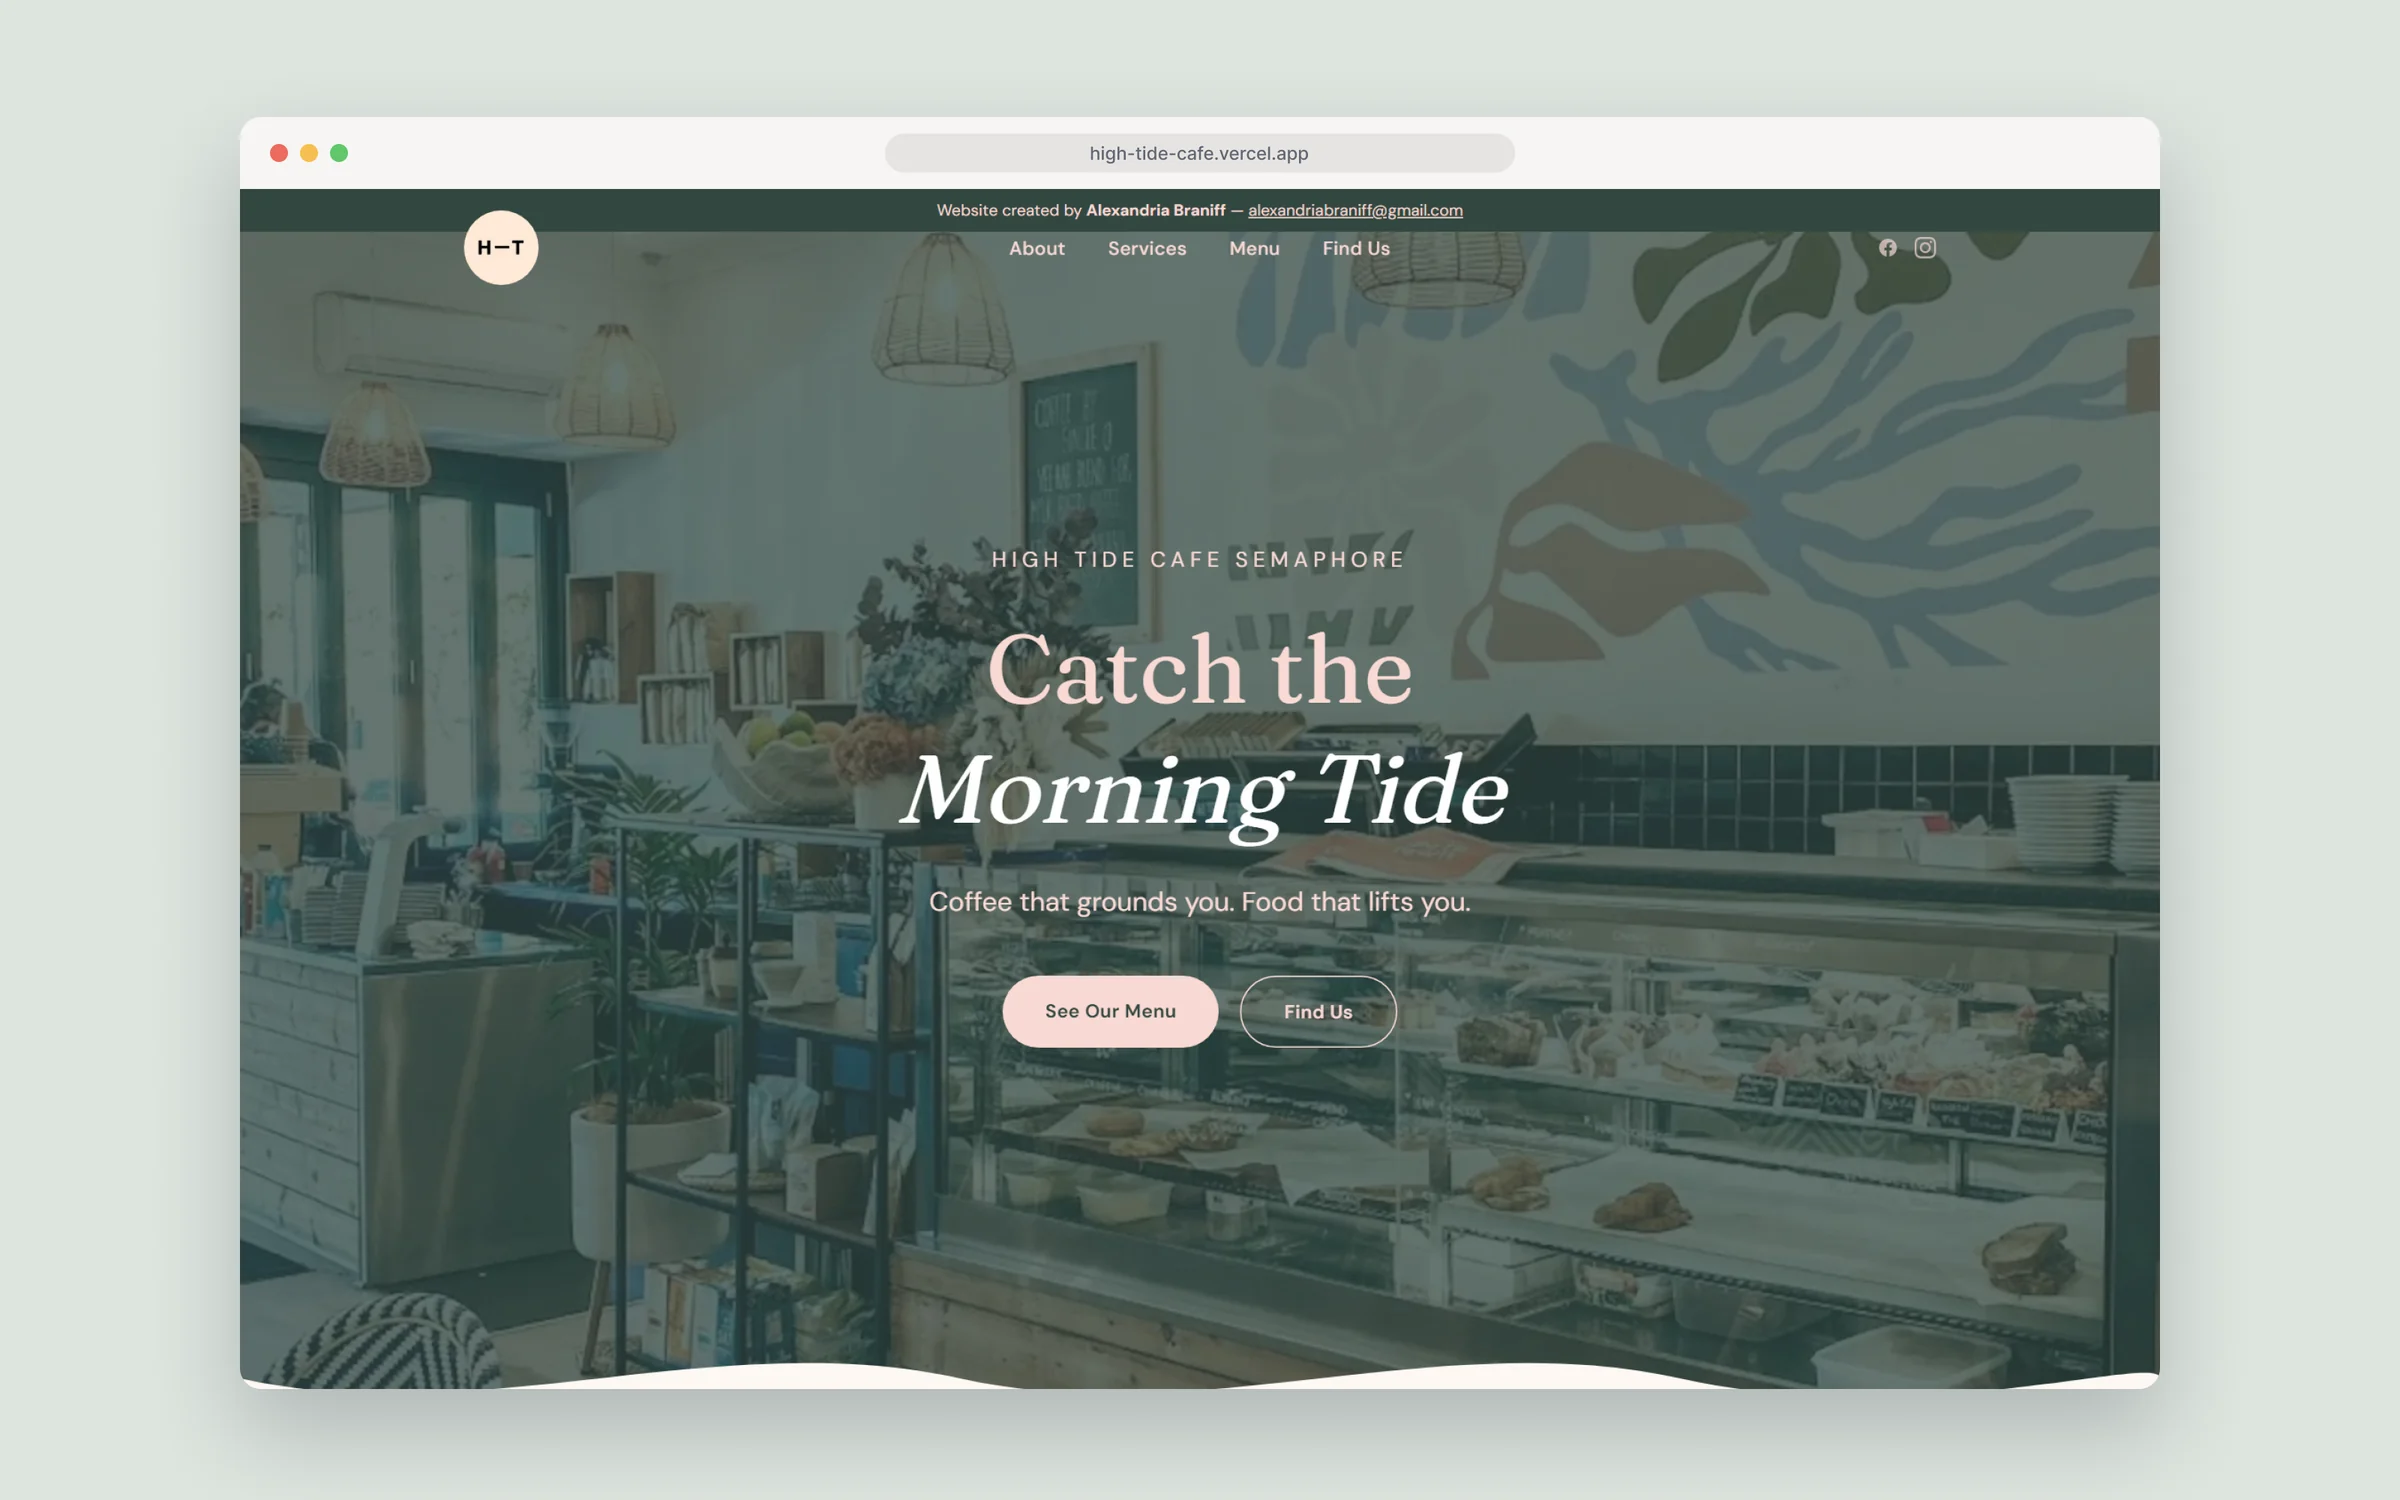 high-tide-cafe.vercel.app
Website created by Alexandria Braniff — alexandriabraniff@gmail.com
H—T
About Services Menu Find Us
HIGH TIDE CAFE SEMAPHORE
Catch the
Morning Tide
Coffee that grounds you. Food that lifts you.
See Our Menu Find Us